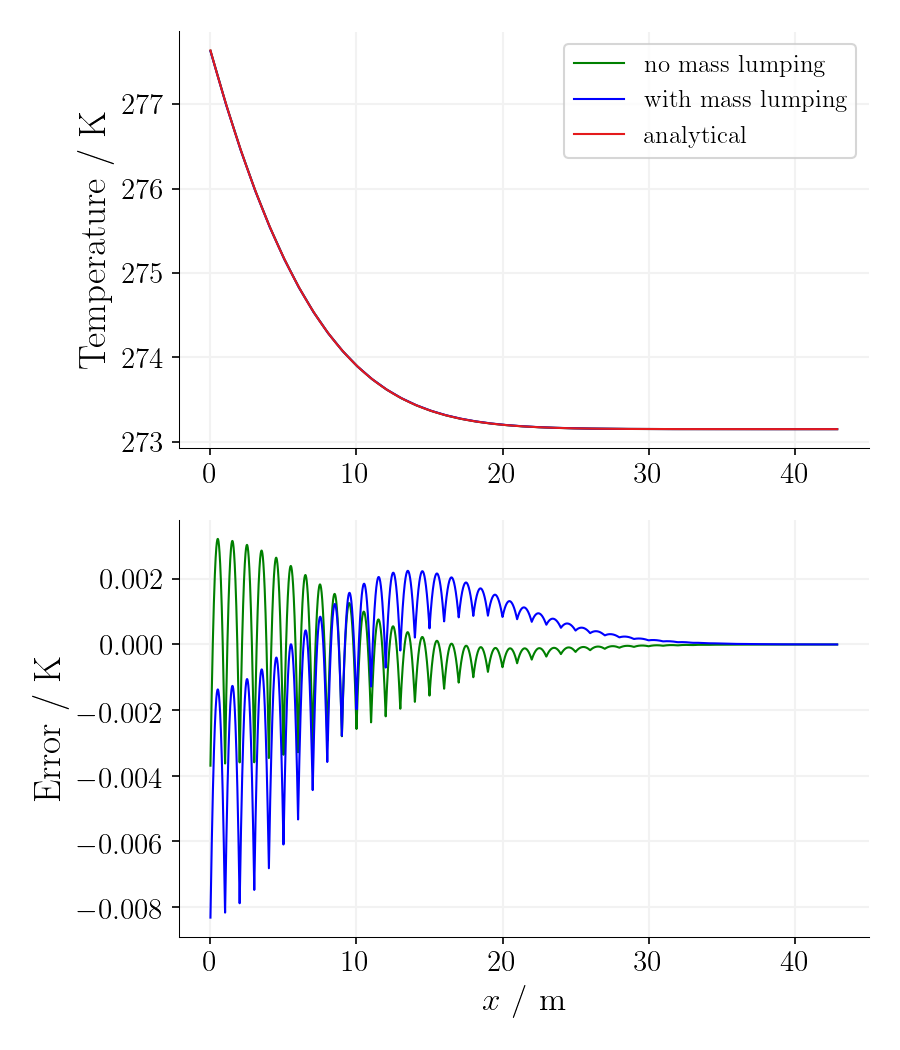 no mass lumping
with mass lumping
analytical
Temperature / K
277
276
275
274
273
0 10 20 30 40
Error / K
0.002
0.000
−0.002
−0.004
−0.006
−0.008
0 10 20 30 40
x / m